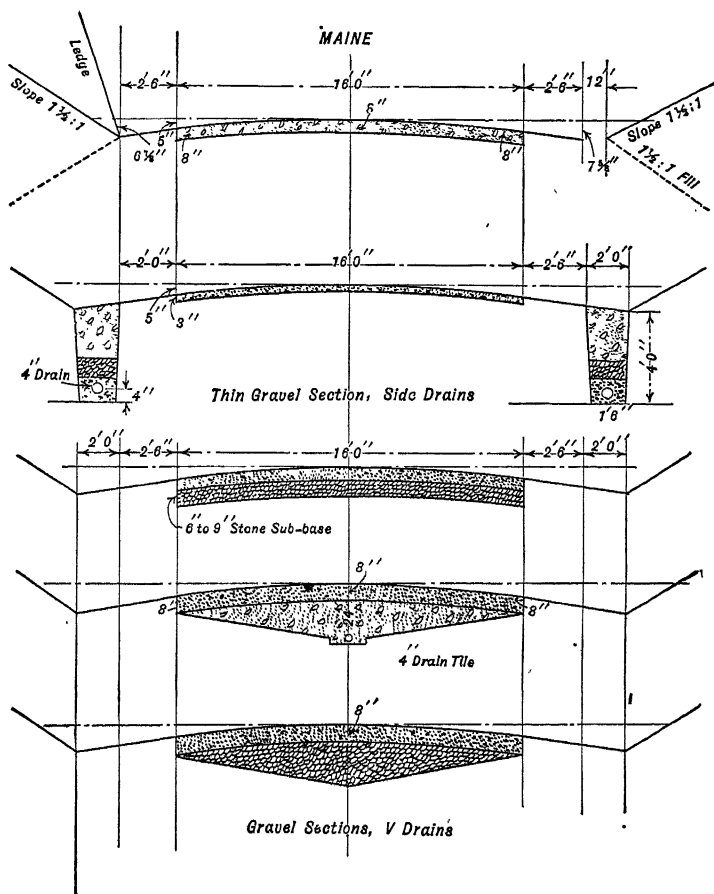 MAINE
Ledge
Slope 1½:1
2'6" 16'0" 2'6" 12"
5" 6½" 8" 8" 8" 7½"
Slope 1½:1
1½:1 Fill
2'0" 16'0" 2'6" 2'0"
5" 3"
4" Drain
4"
4'0"
1'6"
Thin Gravel Section, Side Drains
2'0" 2'6" 16'0" 2'6" 2'0"
6" to 9" Stone Sub-base
8"
8" 8"
4" Drain Tile
8"
Gravel Sections, V Drains